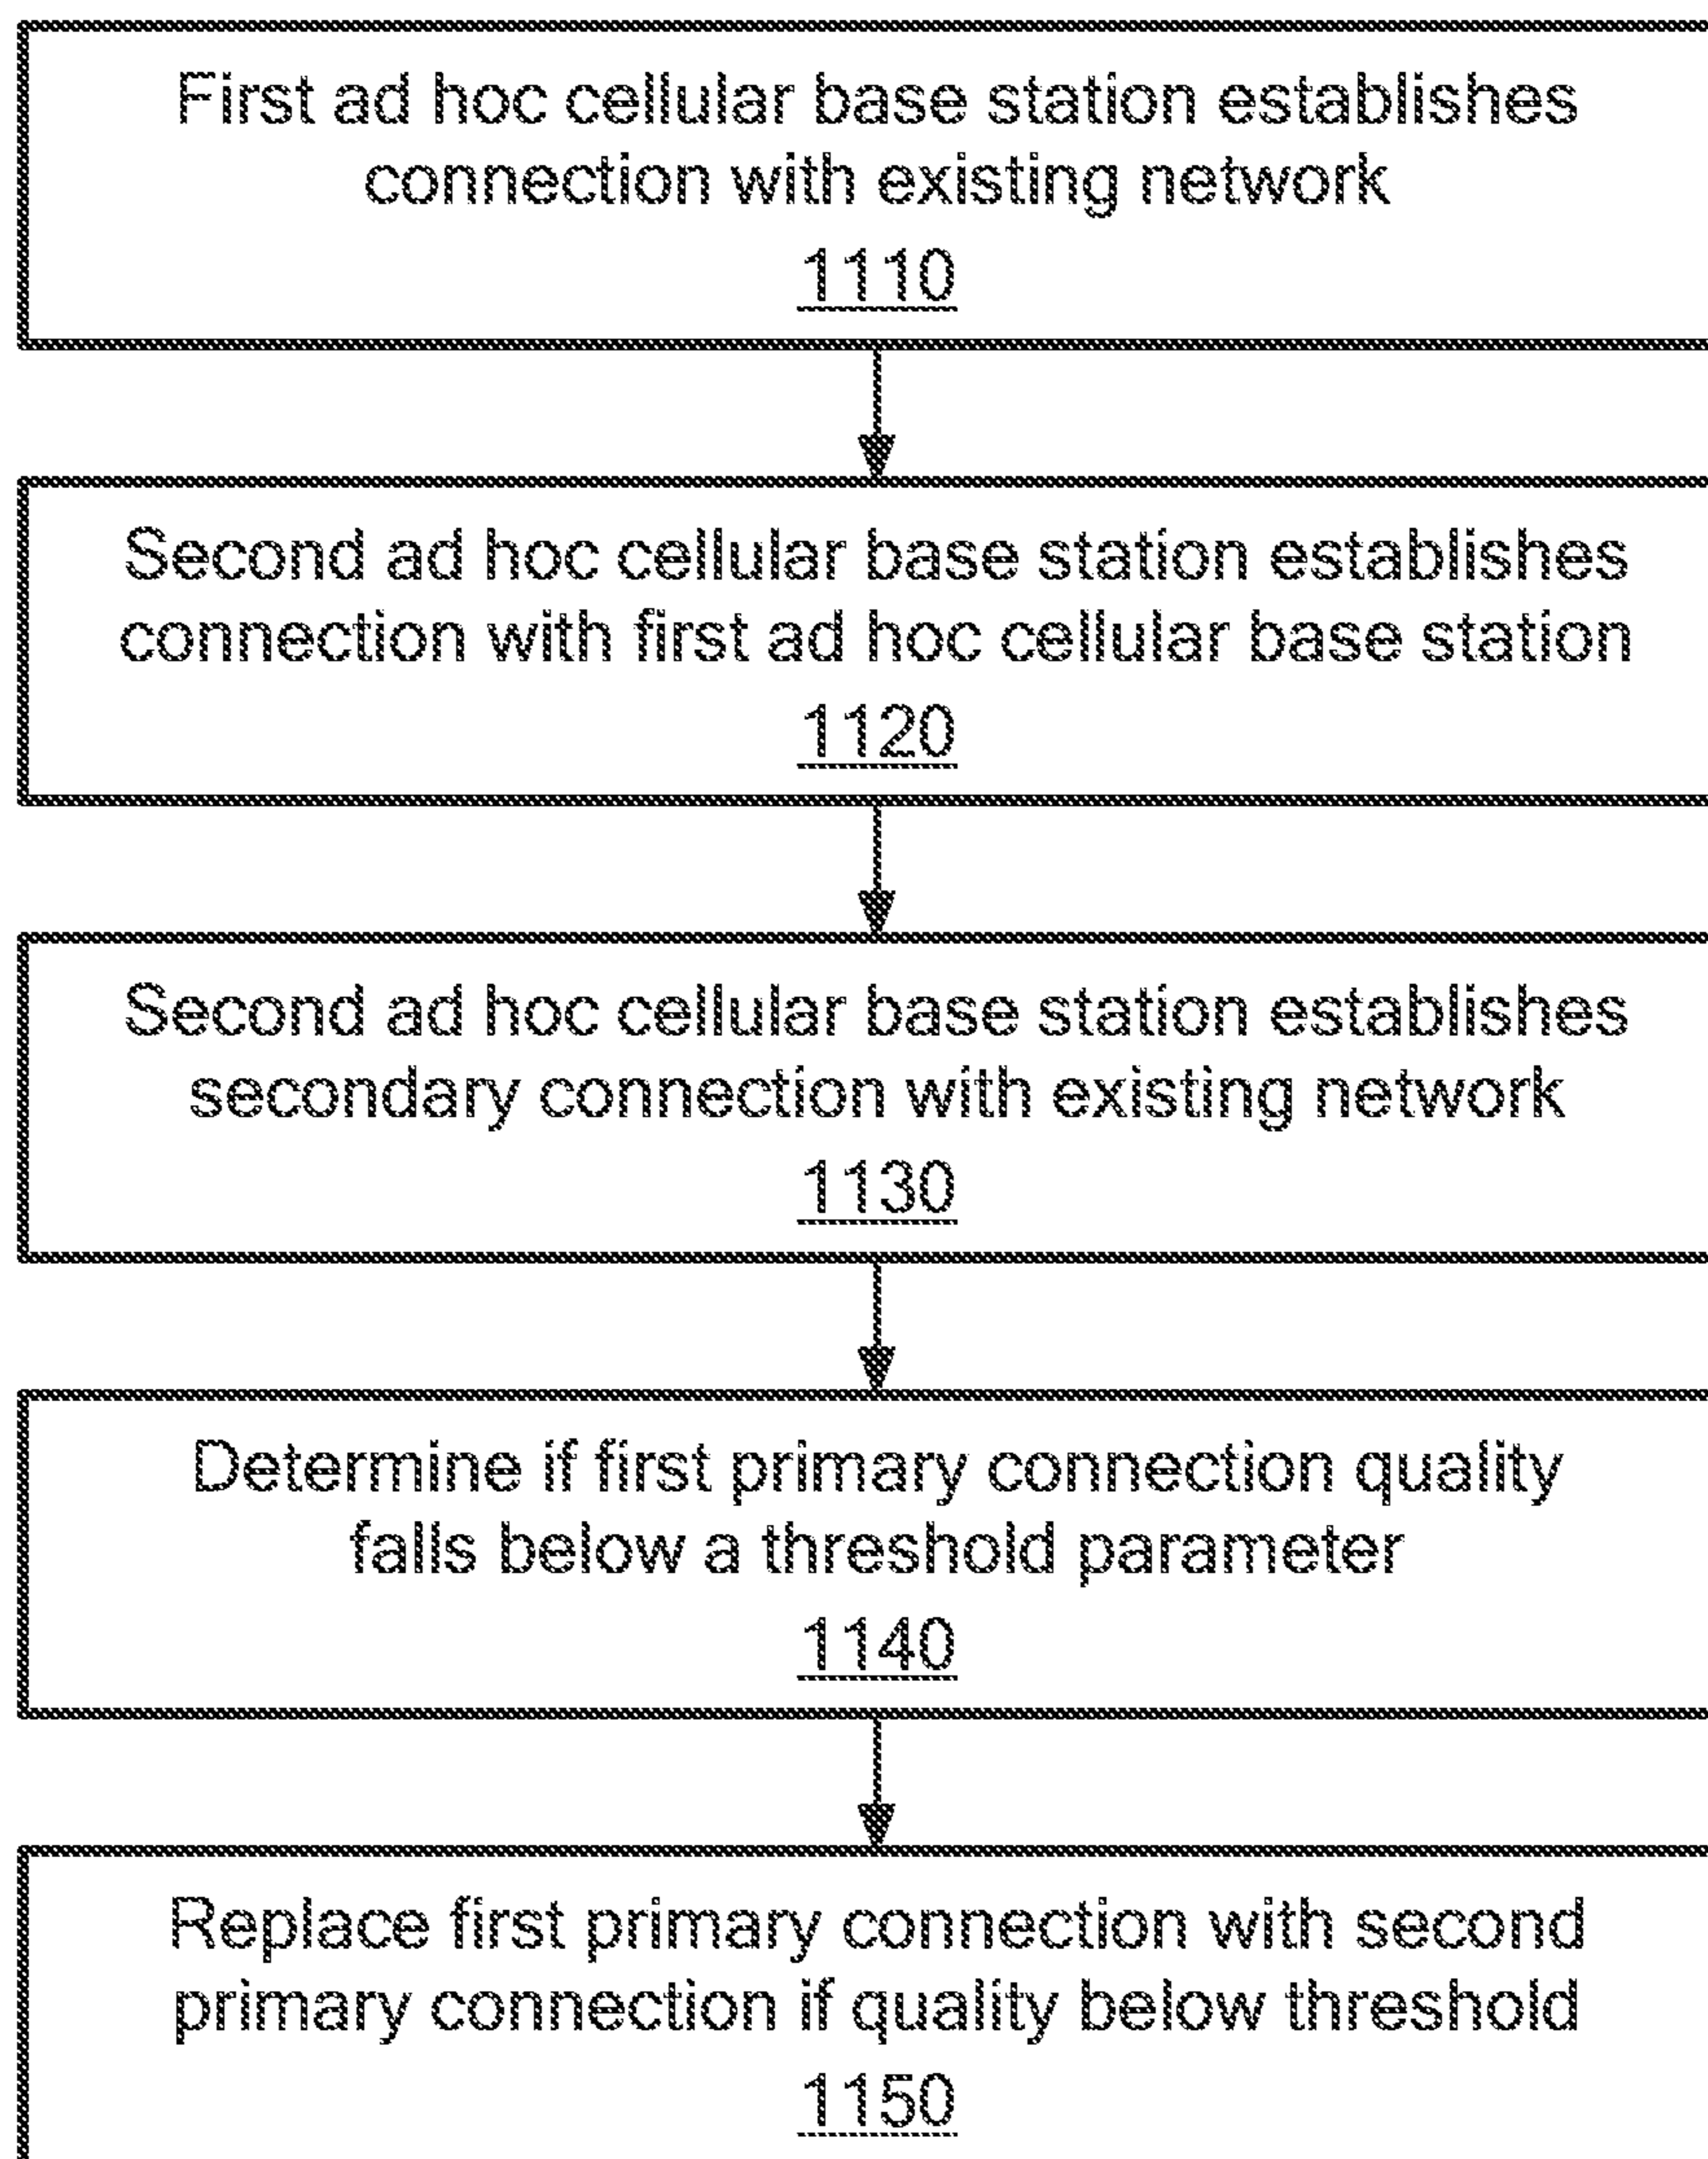 First ad hoc cellular base station establishes
connection with existing network
1110
Second ad hoc cellular base station establishes
connection with first ad hoc cellular base station
1120
Second ad hoc cellular base station establishes
secondary connection with existing network
1130
Determine if first primary connection quality
falls below a threshold parameter
1140
Replace first primary connection with second
primary connection if quality below threshold
1150